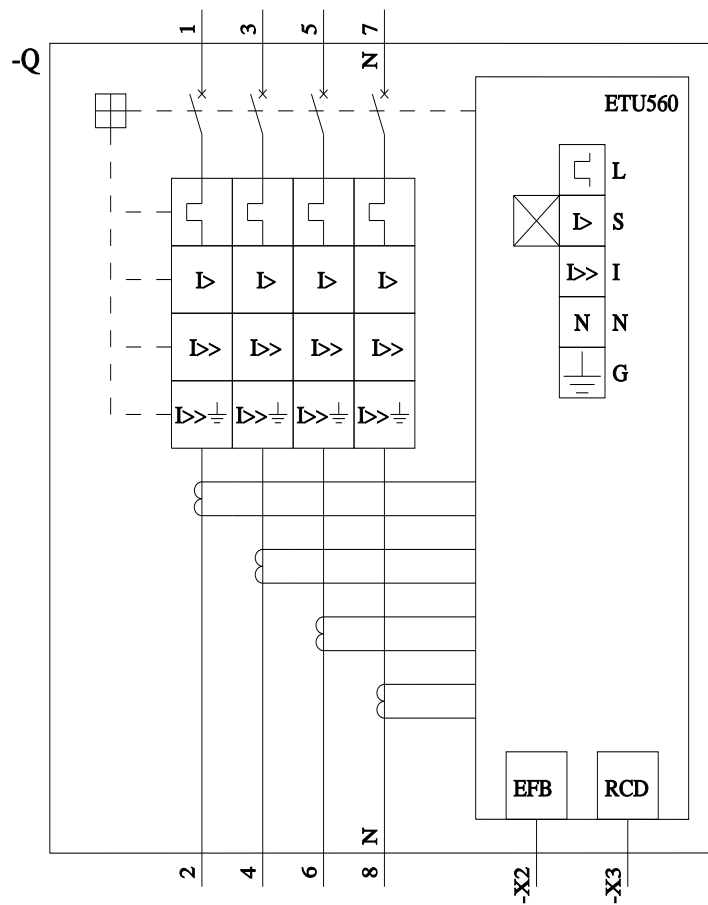 1 3 5 7
N
-Q
ETU560
L
I> S
I>> I
N N
G
I> I> I> I>
I>> I>> I>> I>>
I>> I>> I>> I>>
EFB RCD
N
2 4 6 8 -X2 -X3